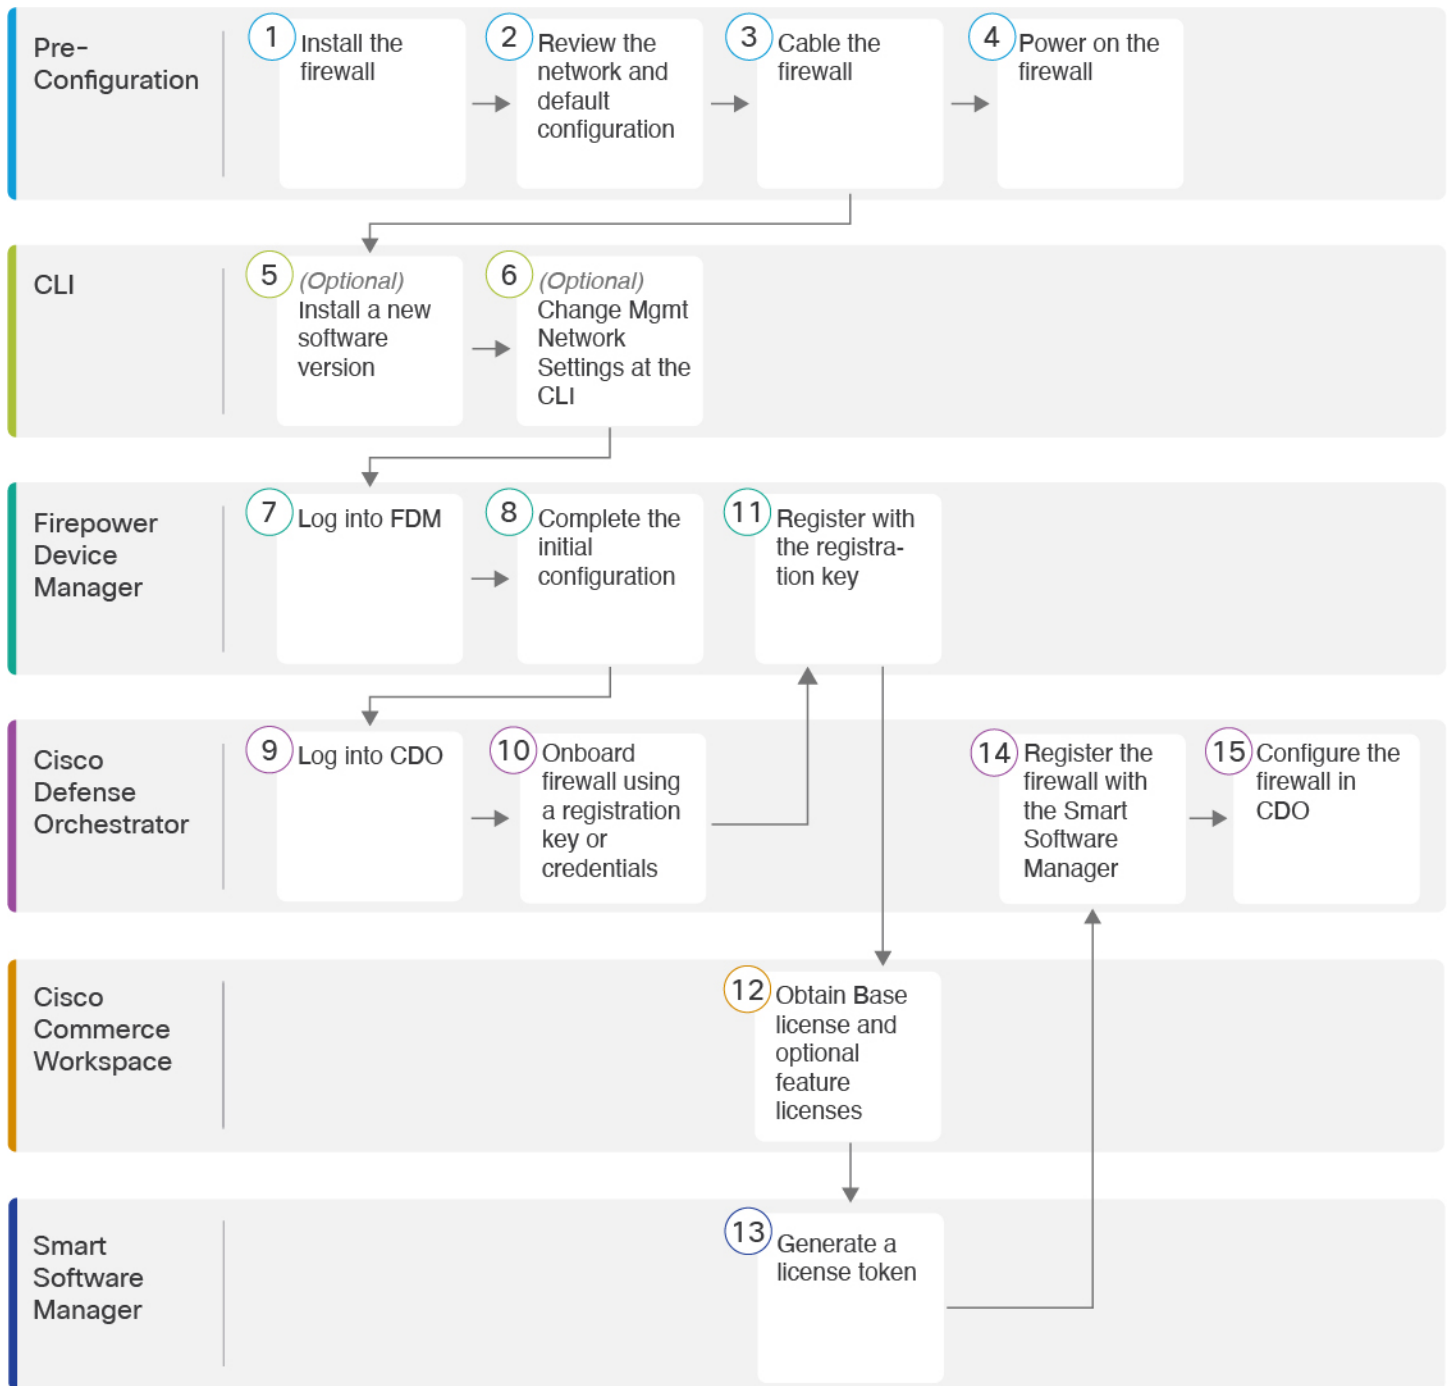 Pre-
Configuration
1
Install the
firewall
2
Review the
network and
default
configuration
3
Cable the
firewall
4
Power on the
firewall
CLI
5
(Optional)
Install a new
software
version
6
(Optional)
Change Mgmt
Network
Settings at the
CLI
Firepower
Device
Manager
7
Log into FDM
8
Complete the
initial
configuration
11
Register with
the registra-
tion key
Cisco
Defense
Orchestrator
9
Log into CDO
10
Onboard
firewall using
a registration
key or
credentials
14
Register the
firewall with
the Smart
Software
Manager
15
Configure the
firewall in
CDO
Cisco
Commerce
Workspace
12
Obtain Base
license and
optional
feature
licenses
Smart
Software
Manager
13
Generate a
license token